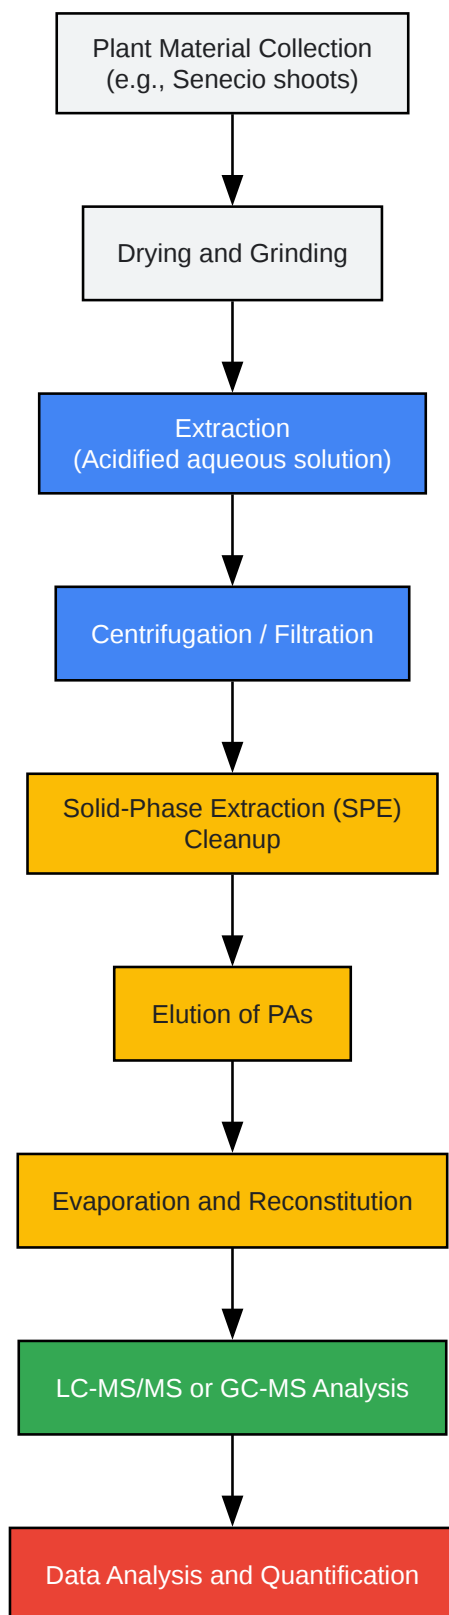 Plant Material Collection
(e.g., Senecio shoots)
Drying and Grinding
Extraction
(Acidified aqueous solution)
Centrifugation / Filtration
Solid-Phase Extraction (SPE)
Cleanup
Elution of PAs
Evaporation and Reconstitution
LC-MS/MS or GC-MS Analysis
Data Analysis and Quantification